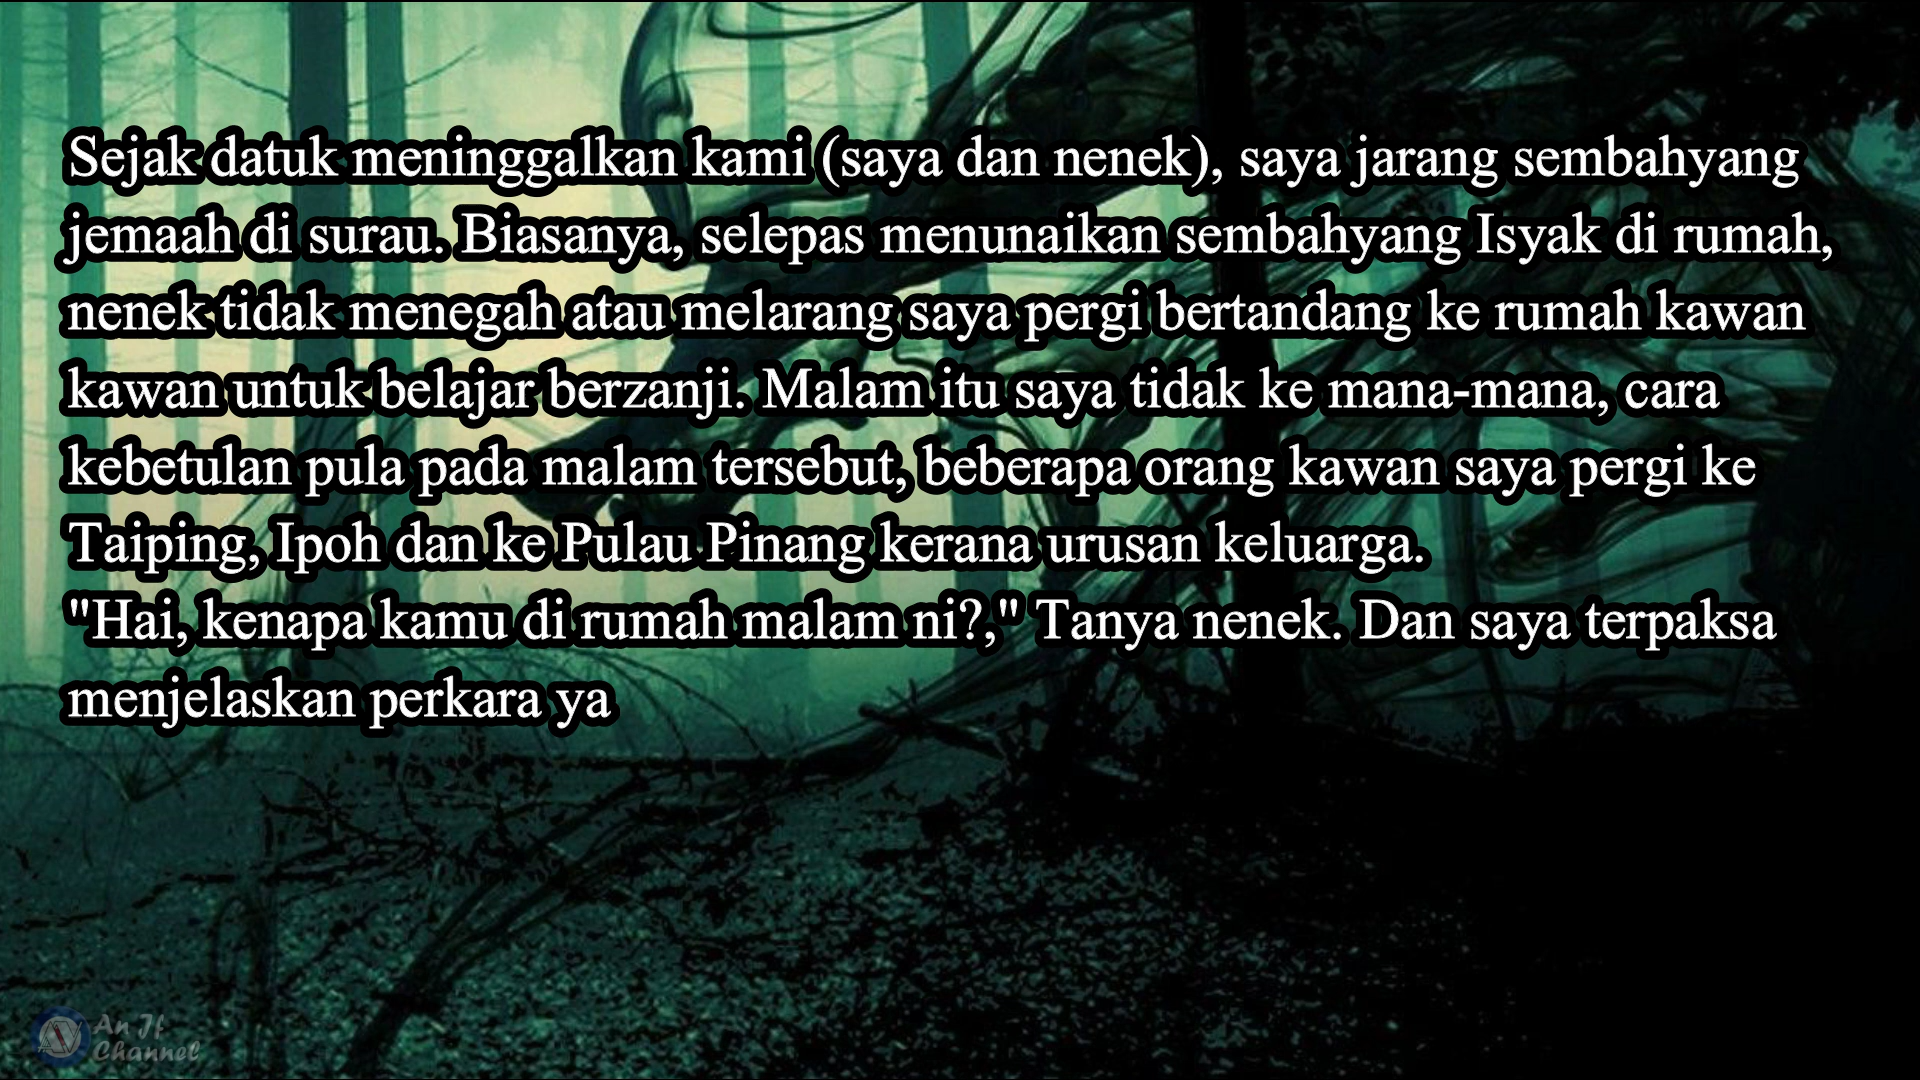 Sejak datuk meninggalkan kami (saya dan nenek), saya jarang sembahyang
jemaah di surau. Biasanya, selepas menunaikan sembahyang Isyak di rumah,
nenek tidak menegah atau melarang saya pergi bertandang ke rumah kawan
kawan untuk belajar berzanji. Malam itu saya tidak ke mana-mana, cara
kebetulan pula pada malam tersebut, beberapa orang kawan saya pergi ke
Taiping, Ipoh dan ke Pulau Pinang kerana urusan keluarga.
"Hai, kenapa kamu di rumah malam ni?," Tanya nenek. Dan saya terpaksa
menjelaskan perkara ya
An If
Channel